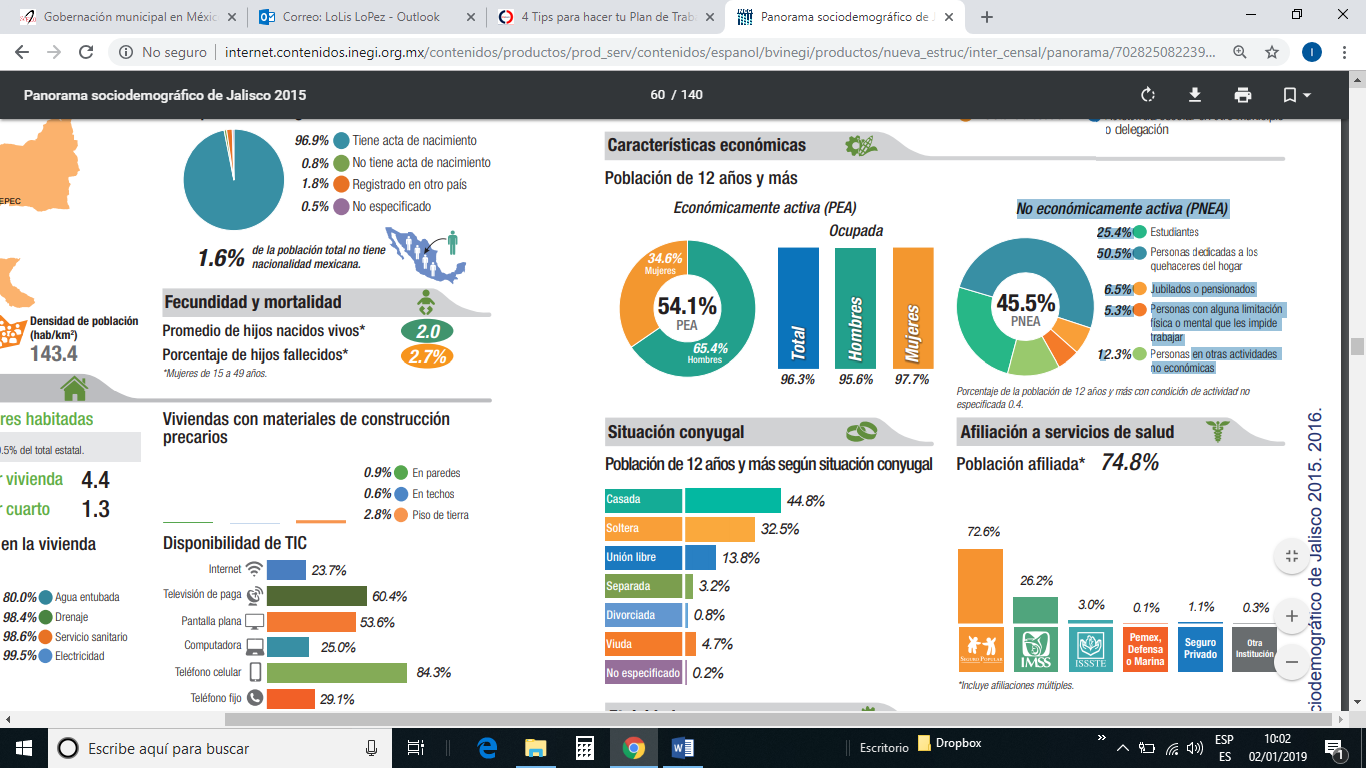 Gobernación municipal en Méxic
Correo: LoLis LoPez - Outlook
4 Tips para hacer tu Plan de Trab
Panorama sociodemográfico de J
No seguro
internet.contenidos.inegi.org.mx/contenidos/productos/prod_serv/contenidos/espanol/bvinegi/productos/nueva_estruc/inter_censal/panorama/702825082239...
I
Panorama sociodemográfico de Jalisco 2015
60 / 140
EPEC
Densidad de población
(hab/km²)
143.4
res habitadas
0.5% del total estatal.
r vivienda 4.4
r cuarto 1.3
en la vivienda
80.0% Agua entubada
98.4% Drenaje
98.6% Servicio sanitario
99.5% Electricidad
96.9% Tiene acta de nacimiento
0.8% No tiene acta de nacimiento
1.8% Registrado en otro país
0.5% No especificado
1.6% de la población total no tiene
nacionalidad mexicana.
Fecundidad y mortalidad
Promedio de hijos nacidos vivos* 2.0
Porcentaje de hijos fallecidos* 2.7%
*Mujeres de 15 a 49 años.
Viviendas con materiales de construcción
precarios
0.9% En paredes
0.6% En techos
2.8% Piso de tierra
Disponibilidad de TIC
Internet 23.7%
Televisión de paga 60.4%
Pantalla plana 53.6%
Computadora 25.0%
Teléfono celular 84.3%
Teléfono fijo 29.1%
o delegación
Características económicas
Población de 12 años y más
Económicamente activa (PEA)
Ocupada
34.6%
Mujeres
54.1%
PEA
65.4%
Hombres
Total
Hombres
Mujeres
96.3% 95.6% 97.7%
No económicamente activa (PNEA)
45.5%
PNEA
25.4% Estudiantes
50.5% Personas dedicadas a los
quehaceres del hogar
6.5% Jubilados o pensionados
5.3% Personas con alguna limitación
física o mental que les impide
trabajar
12.3% Personas en otras actividades
no económicas
Porcentaje de la población de 12 años y más con condición de actividad no
especificada 0.4.
Situación conyugal
Población de 12 años y más según situación conyugal
Casada 44.8%
Soltera 32.5%
Unión libre 13.8%
Separada 3.2%
Divorciada 0.8%
Viuda 4.7%
No especificado 0.2%
Afiliación a servicios de salud
Población afiliada* 74.8%
72.6% 26.2% 3.0% 0.1% 1.1% 0.3%
SEGURO POPULAR
IMSS
ISSSTE
Pemex,
Defensa
o Marina
Seguro
Privado
Otra
Institución
*Incluye afiliaciones múltiples.
ciodemográfico de Jalisco 2015. 2016.
Escribe aquí para buscar
Escritorio
Dropbox
ESP
ES
10:02
02/01/2019
1